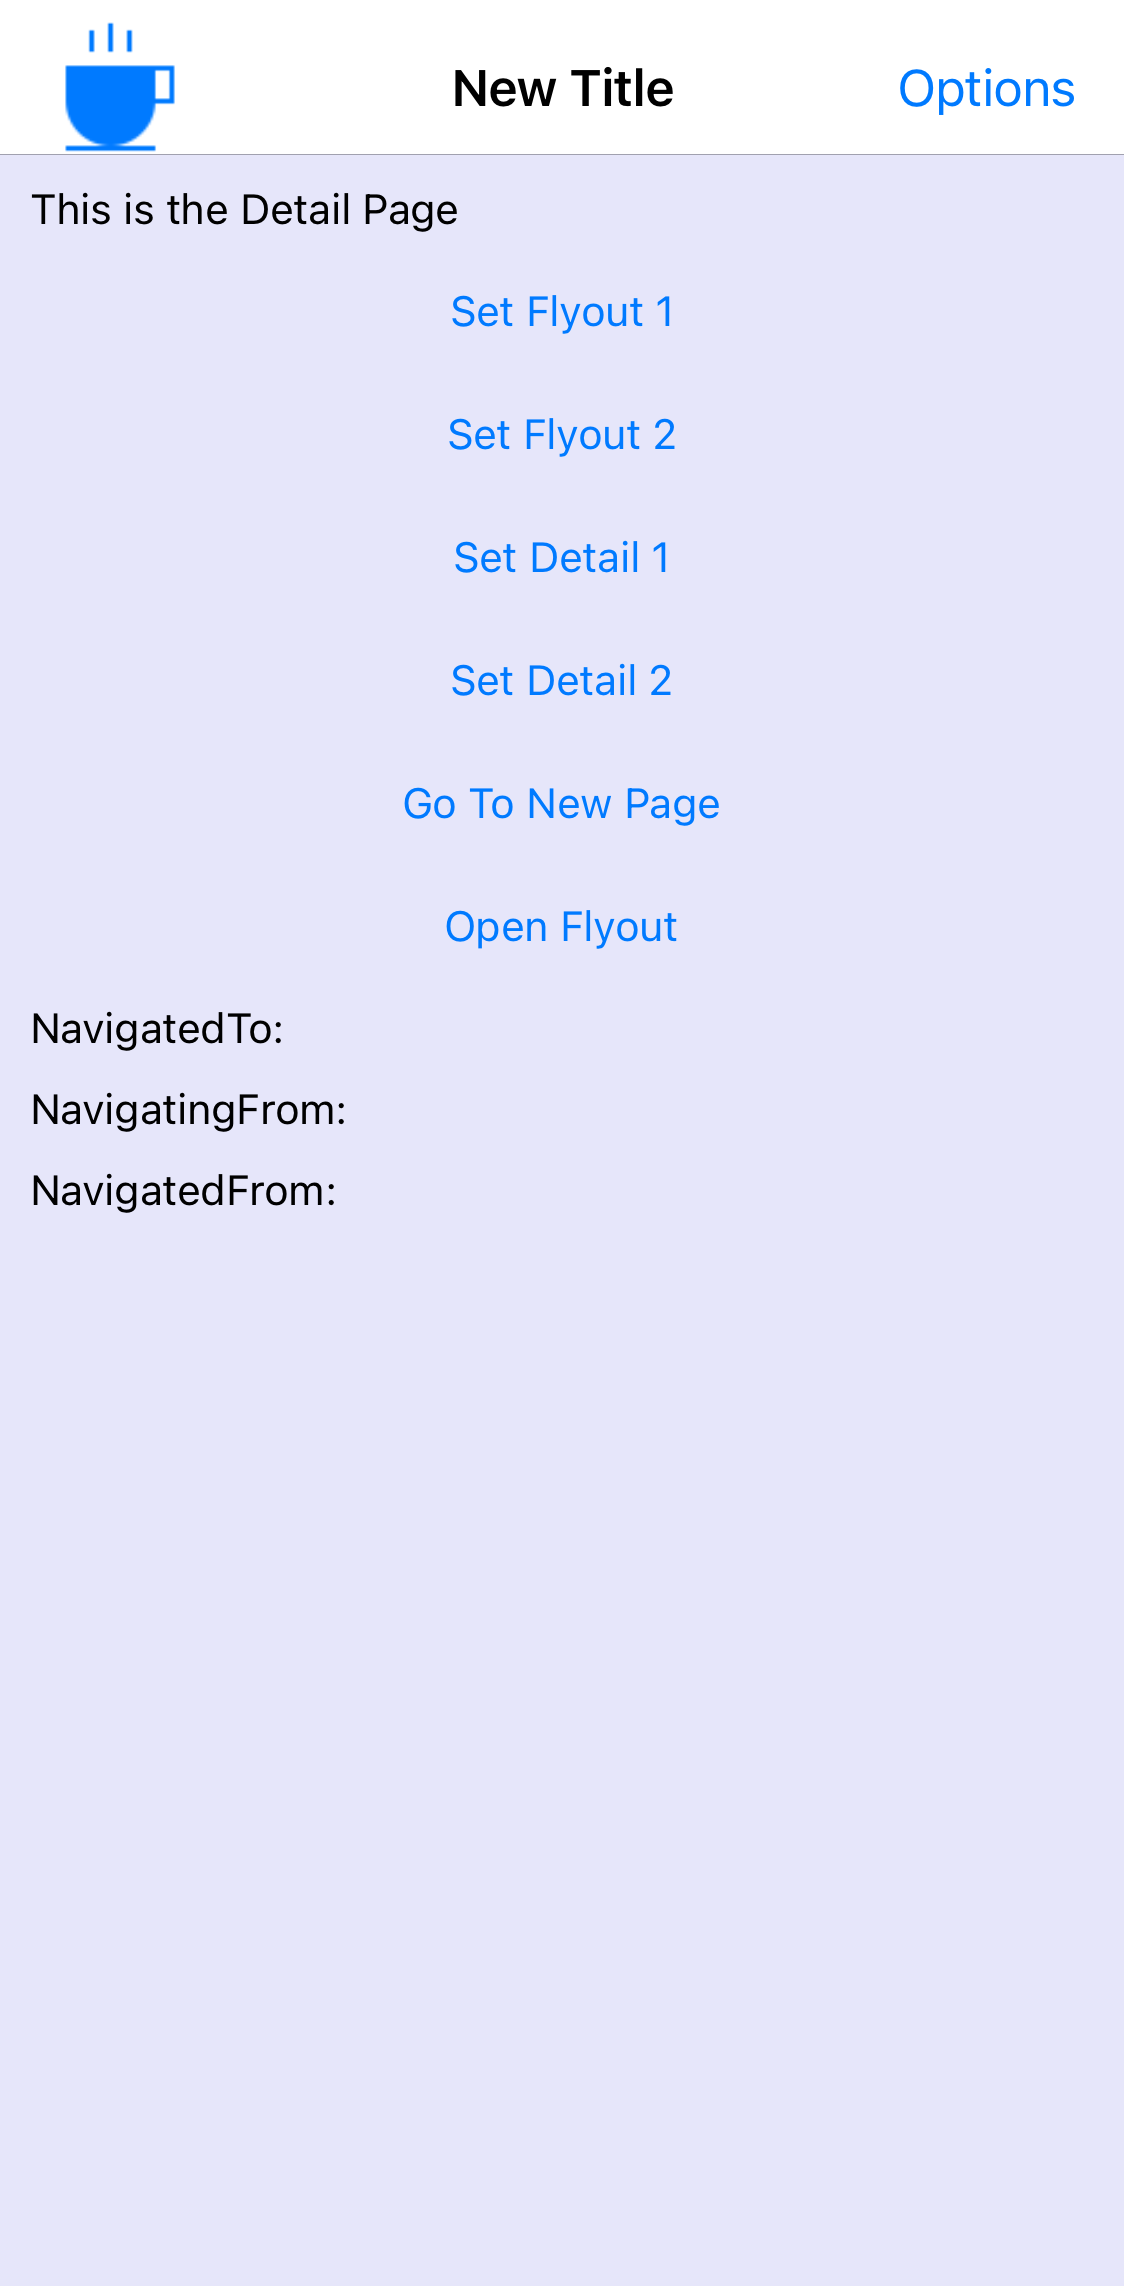 New Title
Options
This is the Detail Page
Set Flyout 1
Set Flyout 2
Set Detail 1
Set Detail 2
Go To New Page
Open Flyout
NavigatedTo:
NavigatingFrom:
NavigatedFrom: